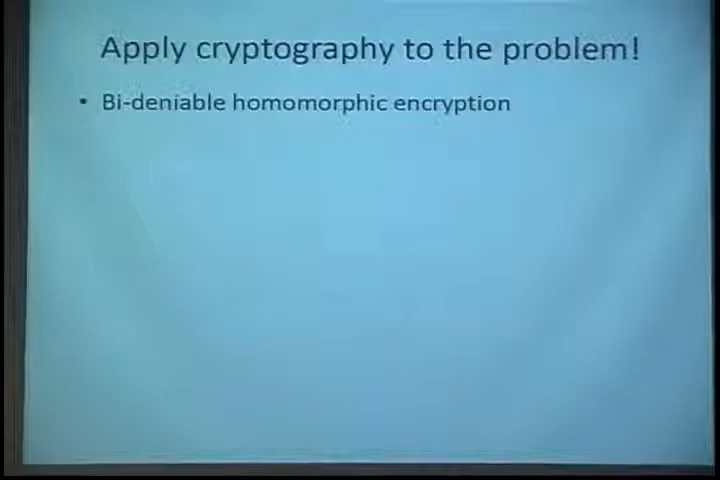 Apply cryptography to the problem!
• Bi-deniable homomorphic encryption